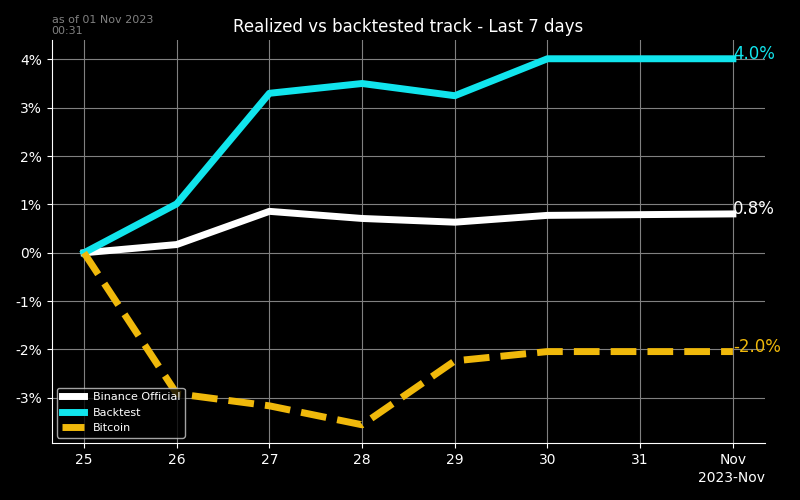 as of 01 Nov 2023
00:31
Realized vs backtested track - Last 7 days
4%
3%
2%
1%
0%
-1%
-2%
-3%
4.0%
0.8%
-2.0%
Binance Official
Backtest
Bitcoin
25 26 27 28 29 30 31 Nov
2023-Nov